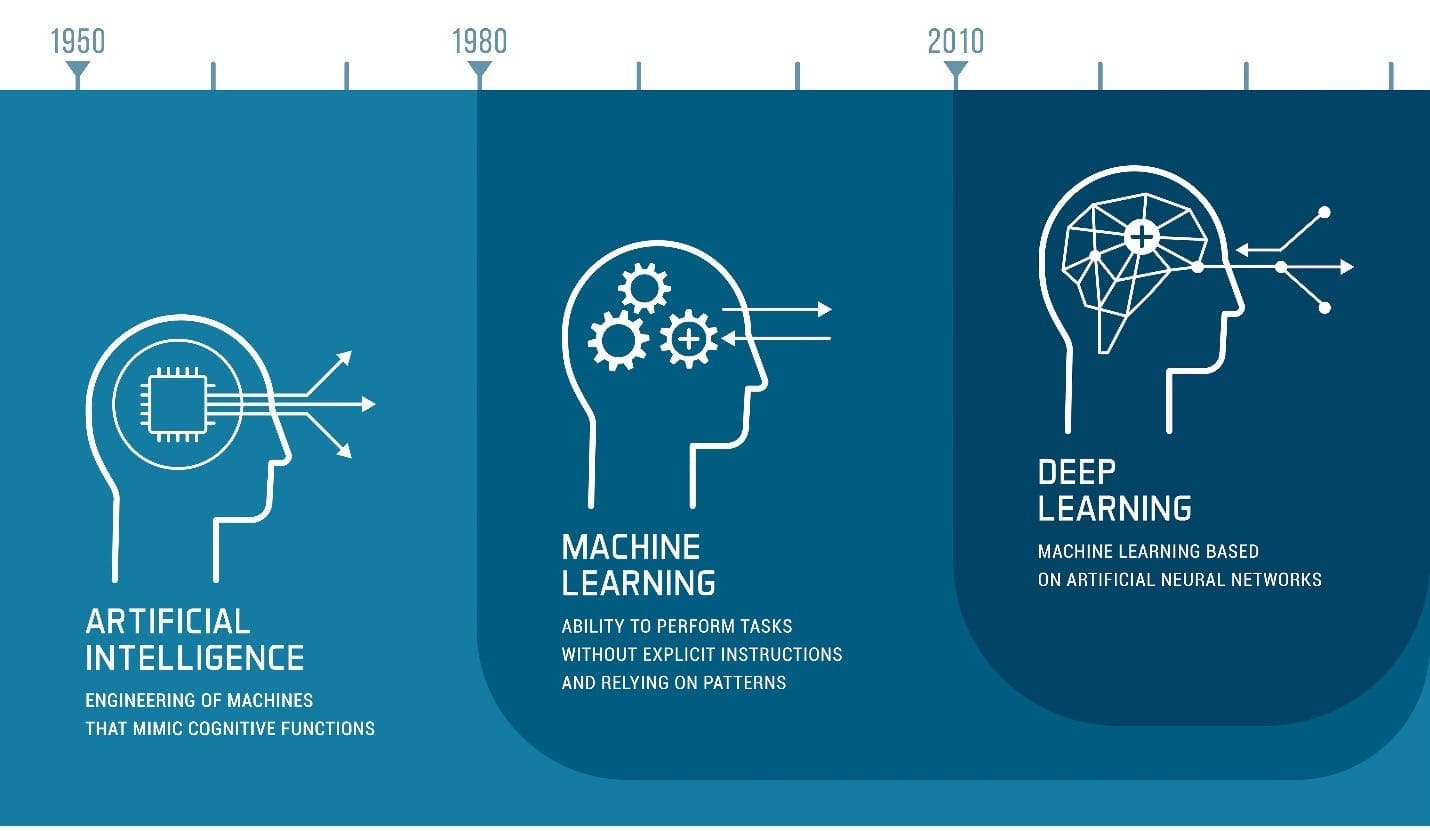 1950
1980
2010
ARTIFICIAL
INTELLIGENCE
ENGINEERING OF MACHINES
THAT MIMIC COGNITIVE FUNCTIONS
MACHINE
LEARNING
ABILITY TO PERFORM TASKS
WITHOUT EXPLICIT INSTRUCTIONS
AND RELYING ON PATTERNS
DEEP
LEARNING
MACHINE LEARNING BASED
ON ARTIFICIAL NEURAL NETWORKS